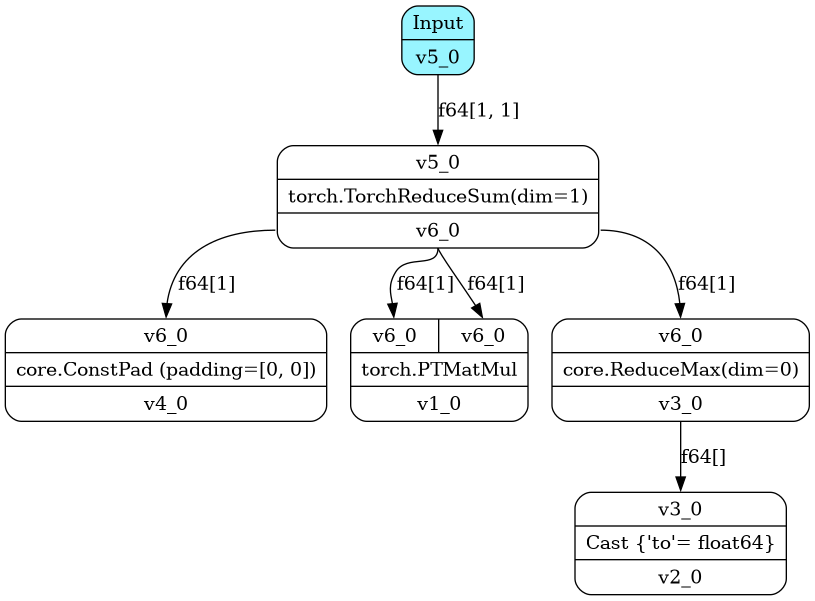 Input
v5_0
f64[1, 1]
v5_0
torch.TorchReduceSum(dim=1)
v6_0
f64[1]
f64[1]
f64[1]
f64[1]
v6_0
core.ConstPad (padding=[0, 0])
v4_0
v6_0
v6_0
torch.PTMatMul
v1_0
v6_0
core.ReduceMax(dim=0)
v3_0
f64[]
v3_0
Cast {'to'= float64}
v2_0